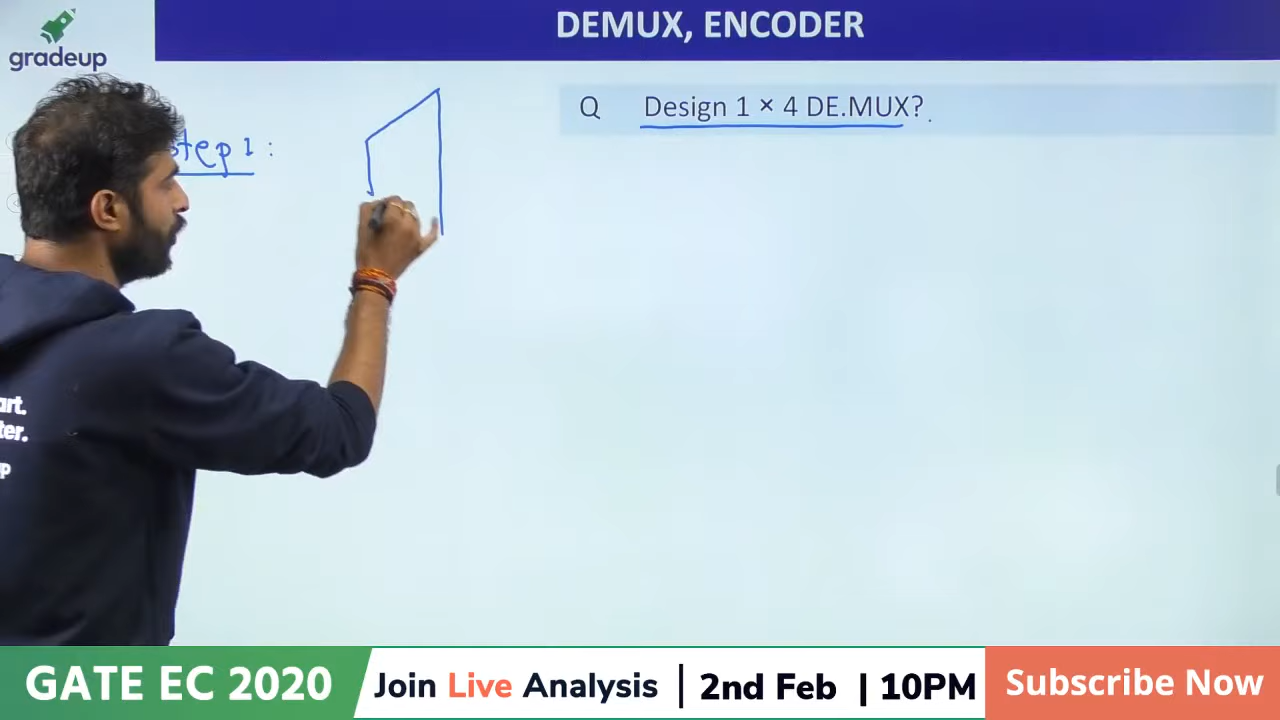 DEMUX, ENCODER
gradeup
Q Design 1 × 4 DE.MUX?.
step 1 :
art.
ter.
GATE EC 2020
Join Live Analysis | 2nd Feb | 10PM
Subscribe Now